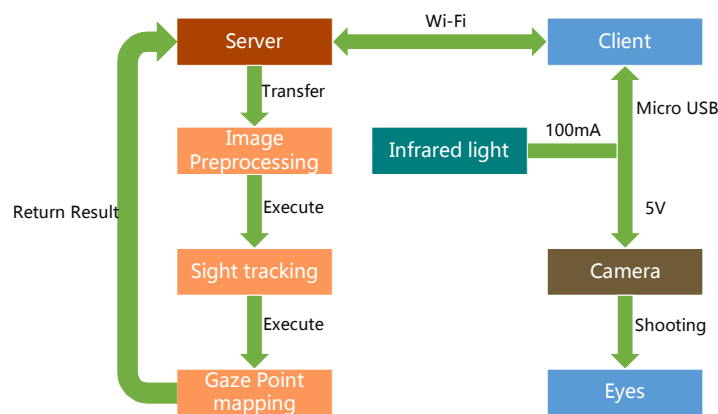 Server
Wi-Fi
Client
Transfer
Micro USB
Image
Preprocessing
Infrared light
100mA
Return Result
Execute
5V
Sight tracking
Camera
Execute
Shooting
Gaze Point
mapping
Eyes